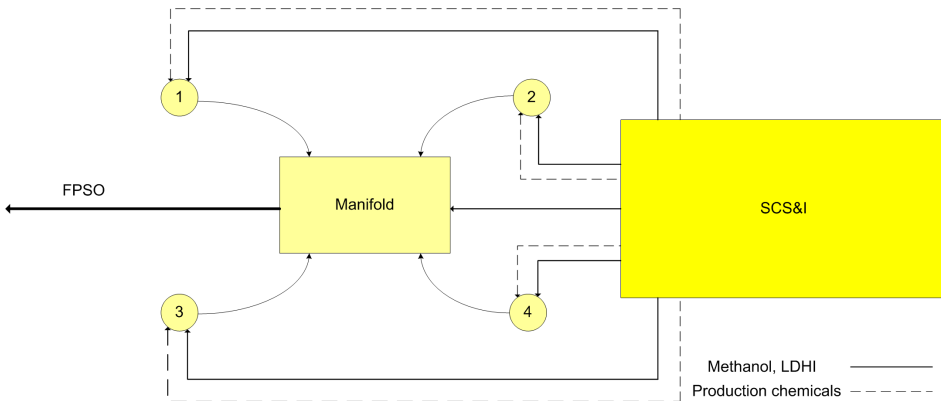 1
2
FPSO
Manifold
SCS&I
3
4
Methanol, LDHI
Production chemicals